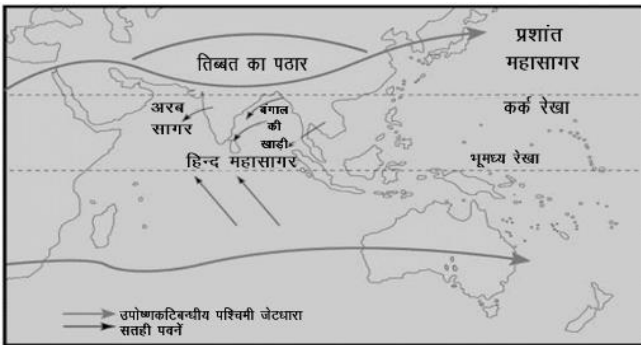 प्रशांत
महासागर
तिब्बत का पठार
अरब
सागर
बंगाल
की
खाड़ी
कर्क रेखा
हिन्द महासागर
भूमध्य रेखा
उपोष्णकटिबन्धीय पश्चिमी जेटधारा
सतही पवनें